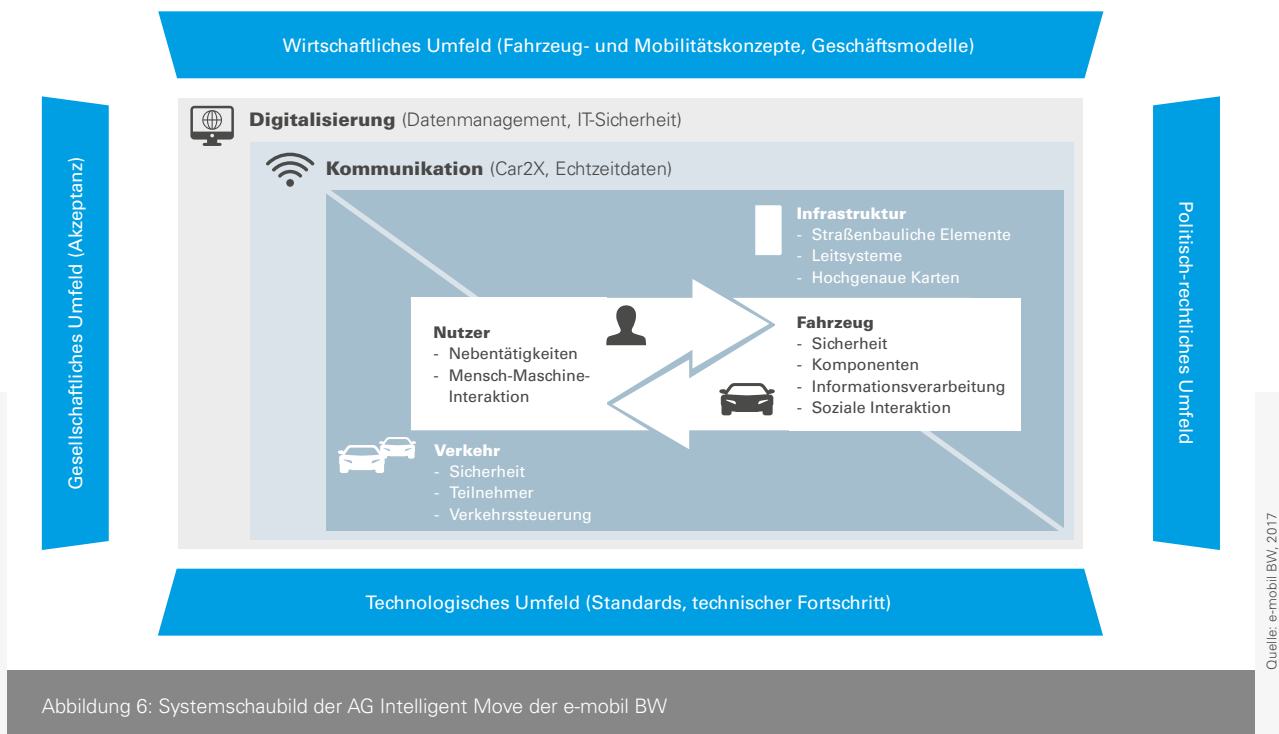 Wirtschaftliches Umfeld (Fahrzeug- und Mobilitätskonzepte, Geschäftsmodelle)
Gesellschaftliches Umfeld (Akzeptanz)
Digitalisierung (Datenmanagement, IT-Sicherheit)
Kommunikation (Car2X, Echtzeitdaten)
Infrastruktur
- Straßenbauliche Elemente
- Leitsysteme
- Hochgenaue Karten
Nutzer
- Nebentätigkeiten
- Mensch-Maschine-
Interaktion
Fahrzeug
- Sicherheit
- Komponenten
- Informationsverarbeitung
- Soziale Interaktion
Verkehr
- Sicherheit
- Teilnehmer
- Verkehrssteuerung
Politisch-rechtliches Umfeld
Technologisches Umfeld (Standards, technischer Fortschritt)
Quelle: e-mobil BW, 2017
Abbildung 6: Systemschaubild der AG Intelligent Move der e-mobil BW